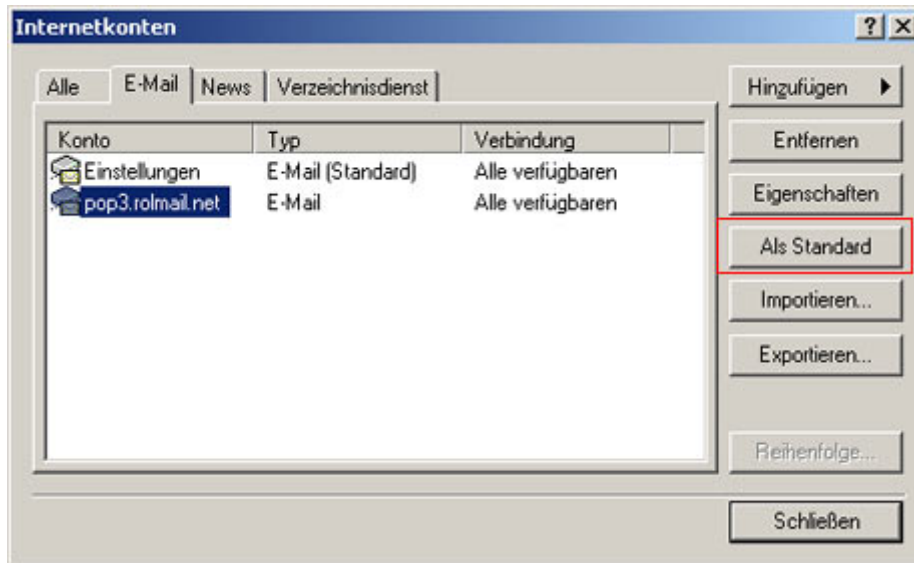 Internetkonten
Alle E-Mail News Verzeichnisdienst
Konto Typ Verbindung
Einstellungen E-Mail (Standard) Alle verfügbaren
pop3.rolmail.net E-Mail Alle verfügbaren
Hinzufügen
Entfernen
Eigenschaften
Als Standard
Importieren...
Exportieren...
Reihenfolge...
Schließen